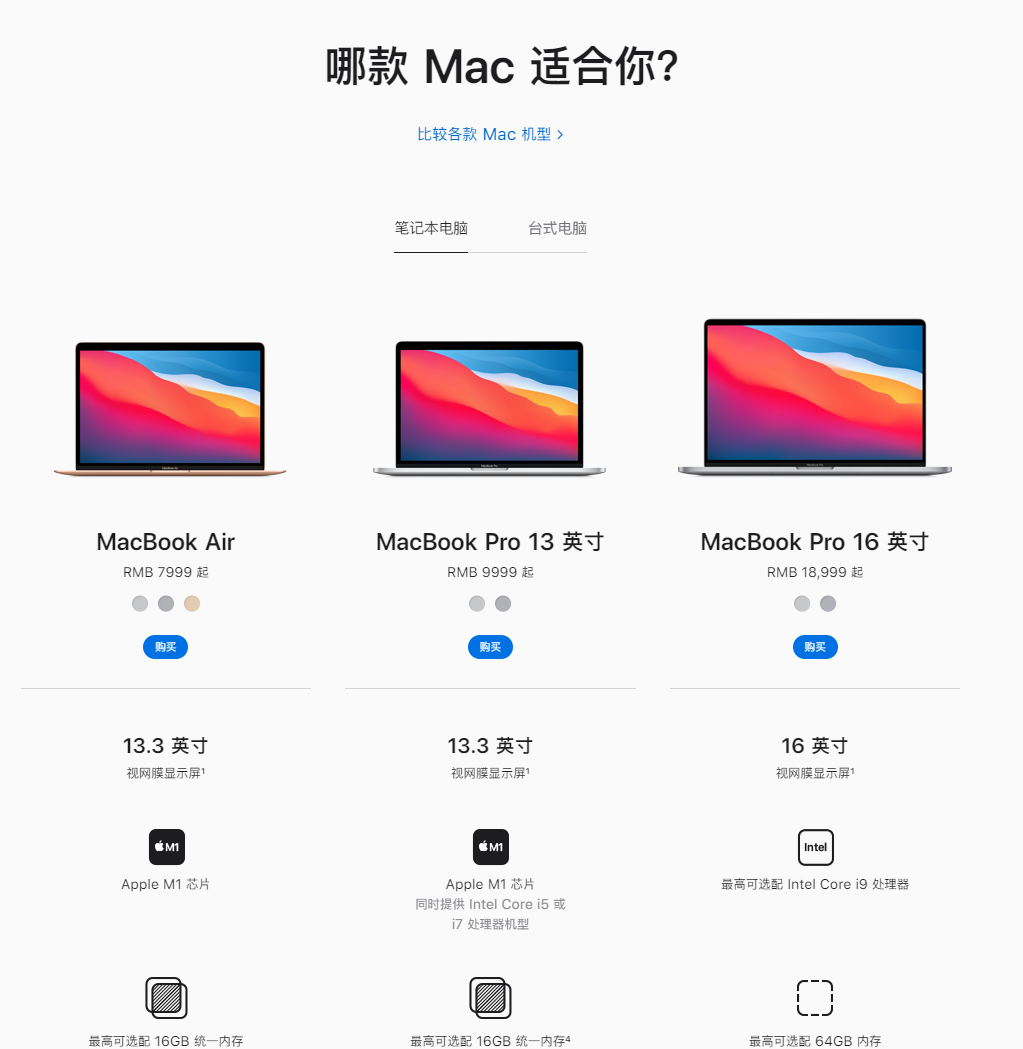 哪款 Mac 适合你?
比较各款 Mac 机型 >
笔记本电脑 台式电脑
MacBook Air MacBook Pro 13 英寸 MacBook Pro 16 英寸
RMB 7999 起 RMB 9999 起 RMB 18,999 起
购买 购买 购买
13.3 英寸 13.3 英寸 16 英寸
视网膜显示屏¹ 视网膜显示屏¹ 视网膜显示屏¹
M1 M1 Intel
Apple M1 芯片 Apple M1 芯片 最高可选配 Intel Core i9 处理器
同时提供 Intel Core i5 或
i7 处理器机型
最高可选配 16GB 统一内存 最高可选配 16GB 统一内存⁴ 最高可选配 64GB 内存